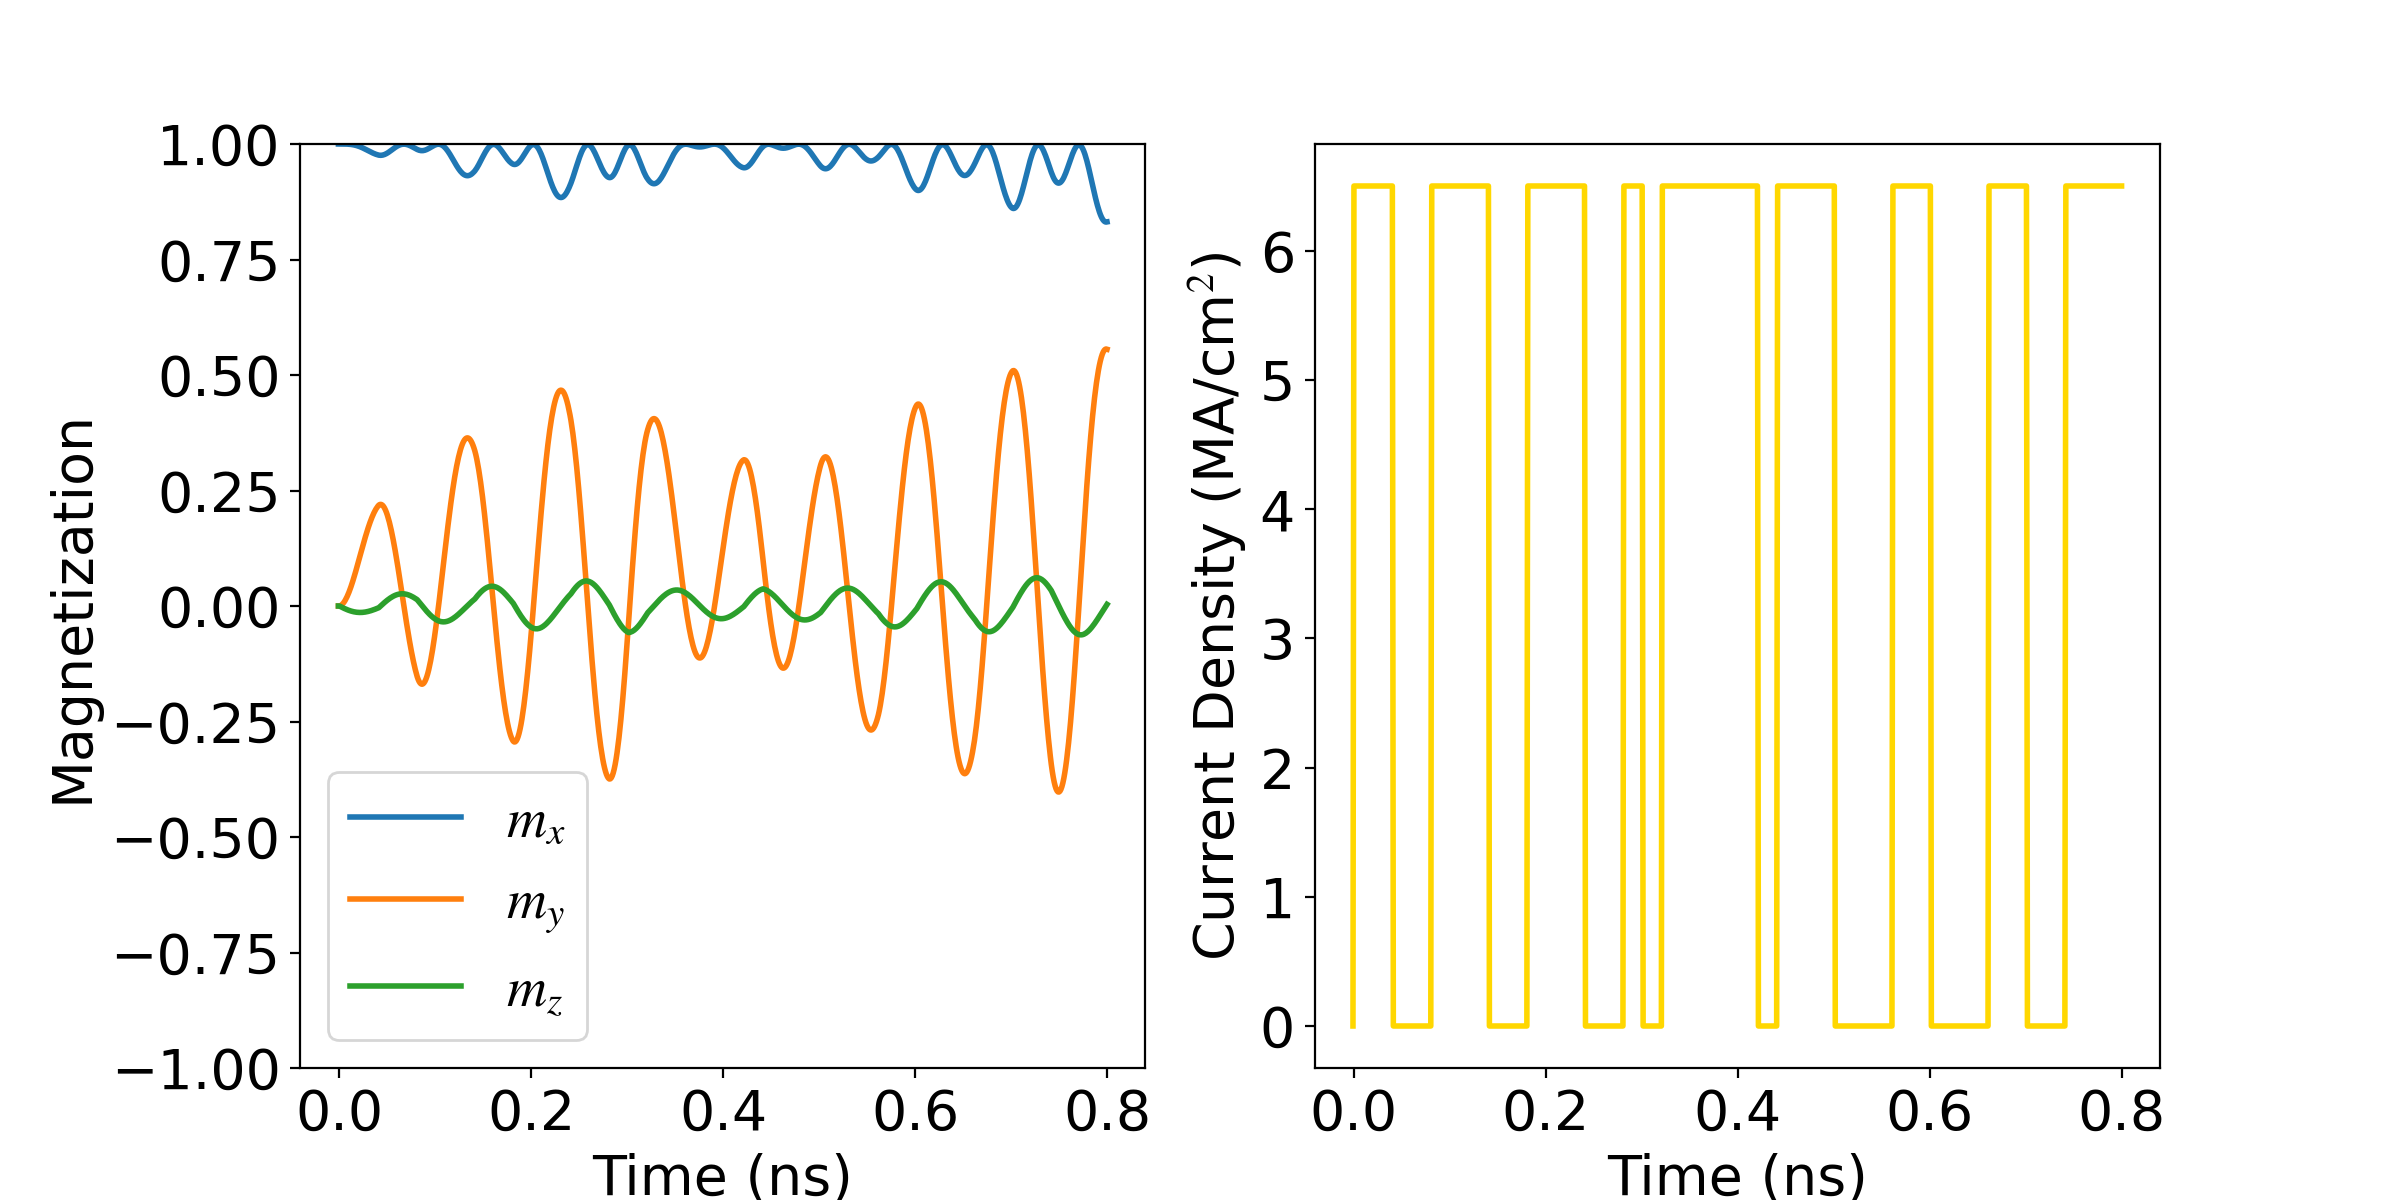 Magnetization
1.00
0.75
0.50
0.25
0.00
−0.25
−0.50
−0.75
−1.00
0.0 0.2 0.4 0.6 0.8
Time (ns)
m_x
m_y
m_z
Current Density (MA/cm²)
6
5
4
3
2
1
0
0.0 0.2 0.4 0.6 0.8
Time (ns)